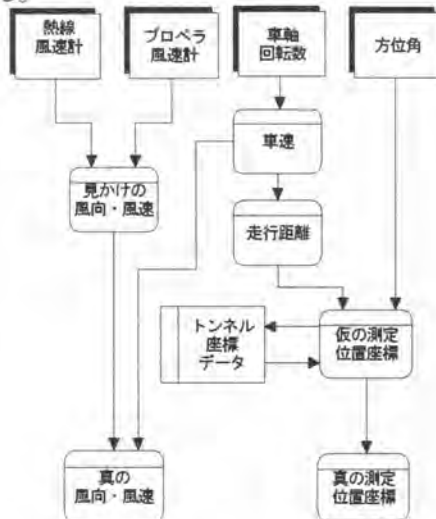 る。
熱線
風速計
プロペラ
風速計
車軸
回転数
方位角
車速
見かけの
風向・風速
走行距離
トンネル
座標
データ
仮の測定
位置座標
真の
風向・風速
真の測定
位置座標